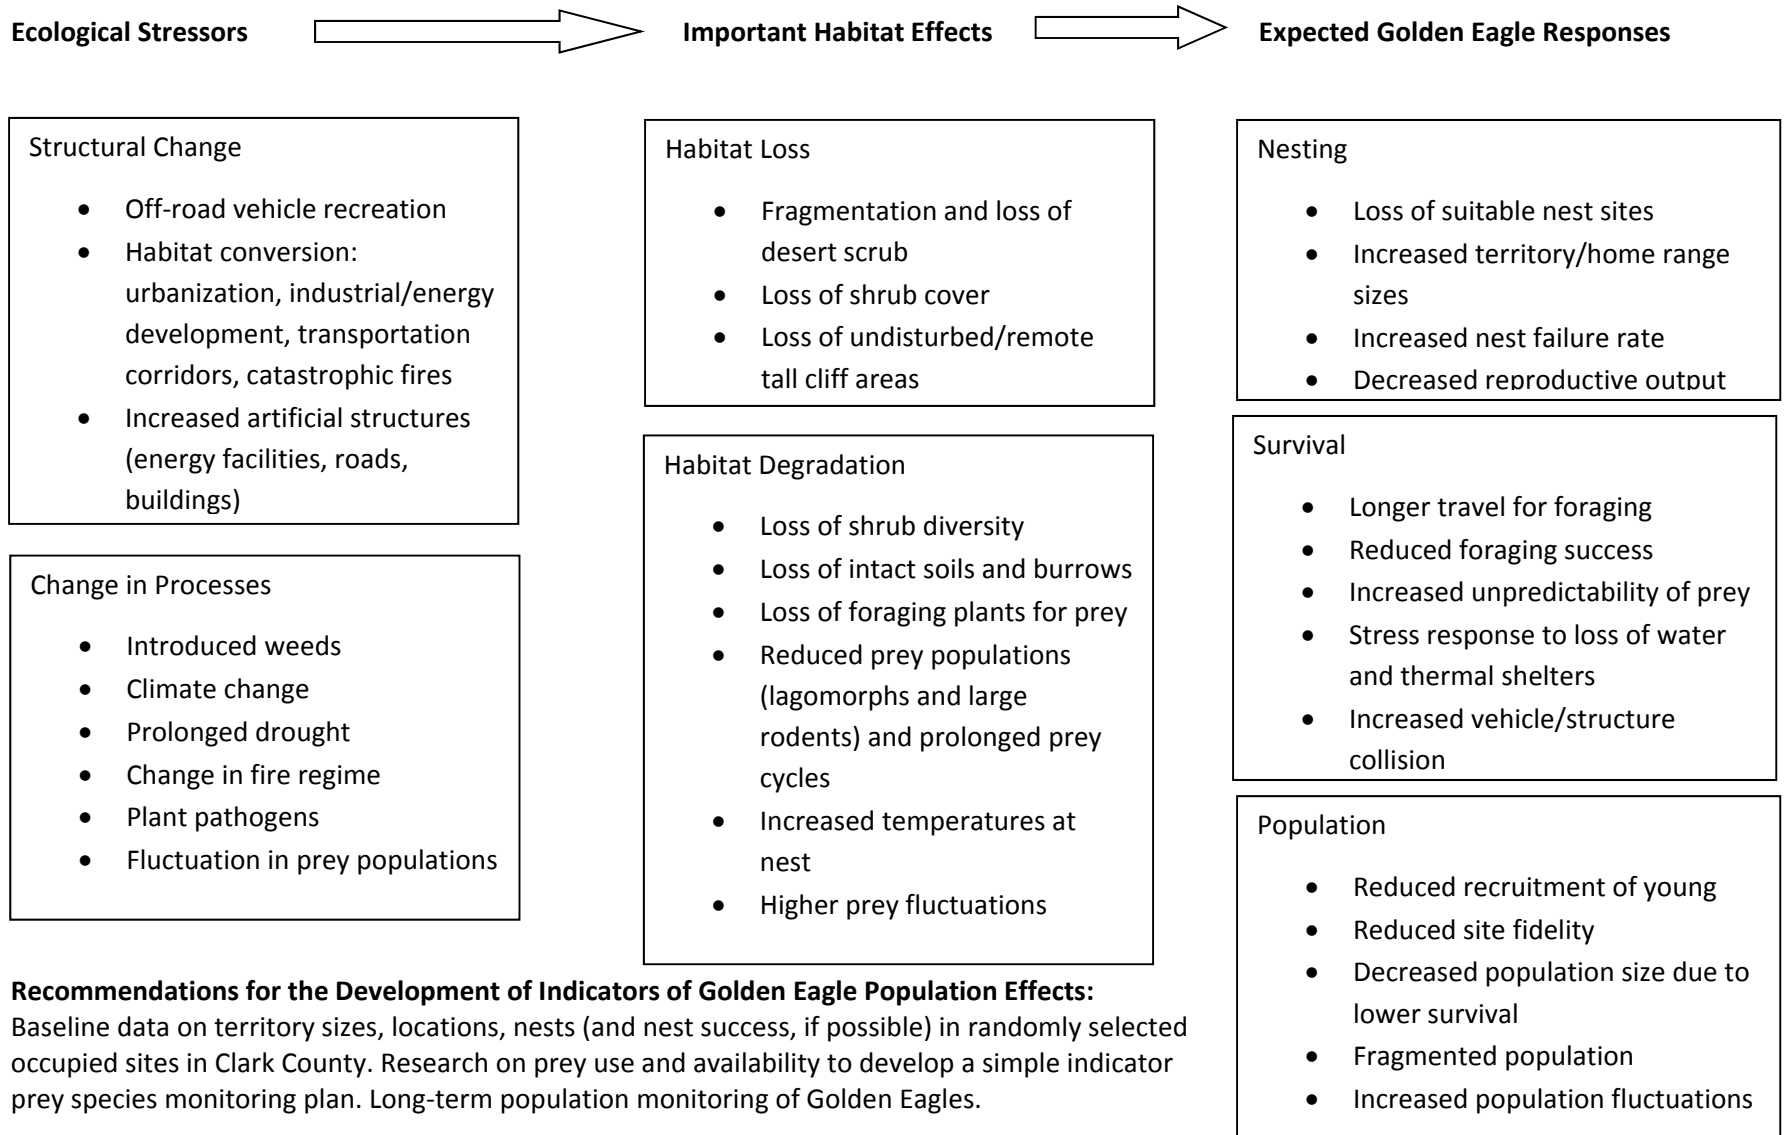 Ecological Stressors
Important Habitat Effects
Expected Golden Eagle Responses
Structural Change
• Off-road vehicle recreation
• Habitat conversion:
urbanization, industrial/energy
development, transportation
corridors, catastrophic fires
• Increased artificial structures
(energy facilities, roads,
buildings)
Change in Processes
• Introduced weeds
• Climate change
• Prolonged drought
• Change in fire regime
• Plant pathogens
• Fluctuation in prey populations
Habitat Loss
• Fragmentation and loss of
desert scrub
• Loss of shrub cover
• Loss of undisturbed/remote
tall cliff areas
Habitat Degradation
• Loss of shrub diversity
• Loss of intact soils and burrows
• Loss of foraging plants for prey
• Reduced prey populations
(lagomorphs and large
rodents) and prolonged prey
cycles
• Increased temperatures at
nest
• Higher prey fluctuations
Nesting
• Loss of suitable nest sites
• Increased territory/home range
sizes
• Increased nest failure rate
• Decreased reproductive output
Survival
• Longer travel for foraging
• Reduced foraging success
• Increased unpredictability of prey
• Stress response to loss of water
and thermal shelters
• Increased vehicle/structure
collision
Population
• Reduced recruitment of young
• Reduced site fidelity
• Decreased population size due to
lower survival
• Fragmented population
• Increased population fluctuations
Recommendations for the Development of Indicators of Golden Eagle Population Effects:
Baseline data on territory sizes, locations, nests (and nest success, if possible) in randomly selected
occupied sites in Clark County. Research on prey use and availability to develop a simple indicator
prey species monitoring plan. Long-term population monitoring of Golden Eagles.